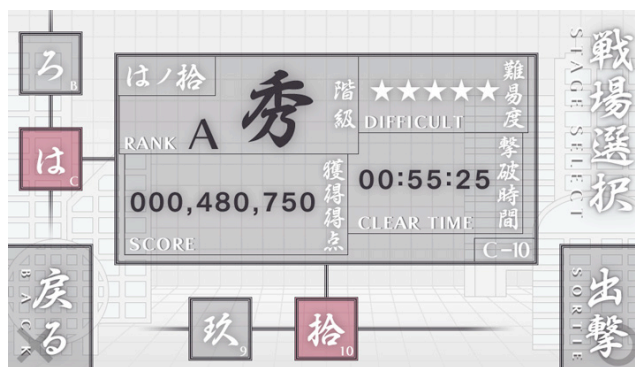 ろ B
は C
はノ拾
RANK A 秀 階級
★★★★★ 難易度
DIFFICULT
000,480,750 獲得得点
SCORE
00:55:25 撃破時間
CLEAR TIME
C-10
戦場選択
STAGE SELECT
戻る
BACK
玖 9
拾 10
出撃
SORTIE